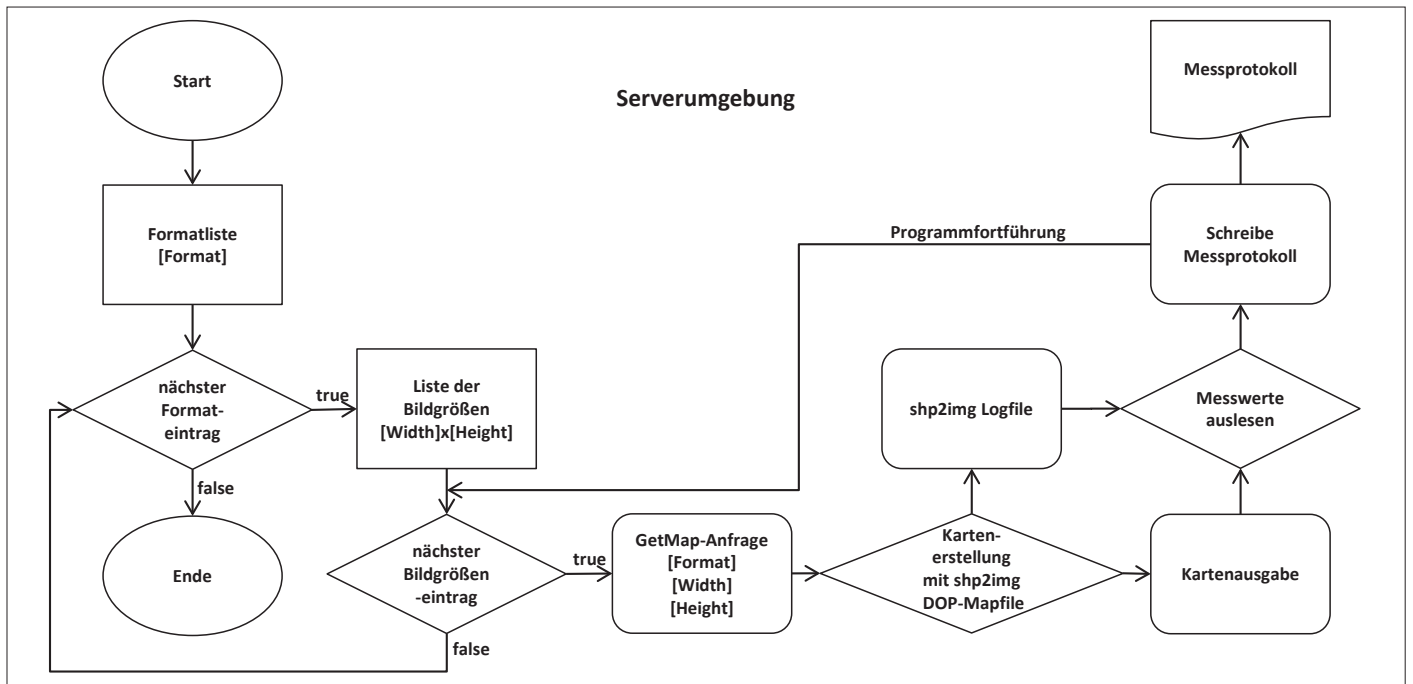 Start
Serverumgebung
Messprotokoll
Formatliste
[Format]
Programmfortführung
Schreibe
Messprotokoll
nächster
Format-
eintrag
true
Liste der
Bildgrößen
[Width]x[Height]
shp2img Logfile
Messwerte
auslesen
false
Ende
nächster
Bildgrößen
-eintrag
true
GetMap-Anfrage
[Format]
[Width]
[Height]
Karten-
erstellung
mit shp2img
DOP-Mapfile
Kartenausgabe
false